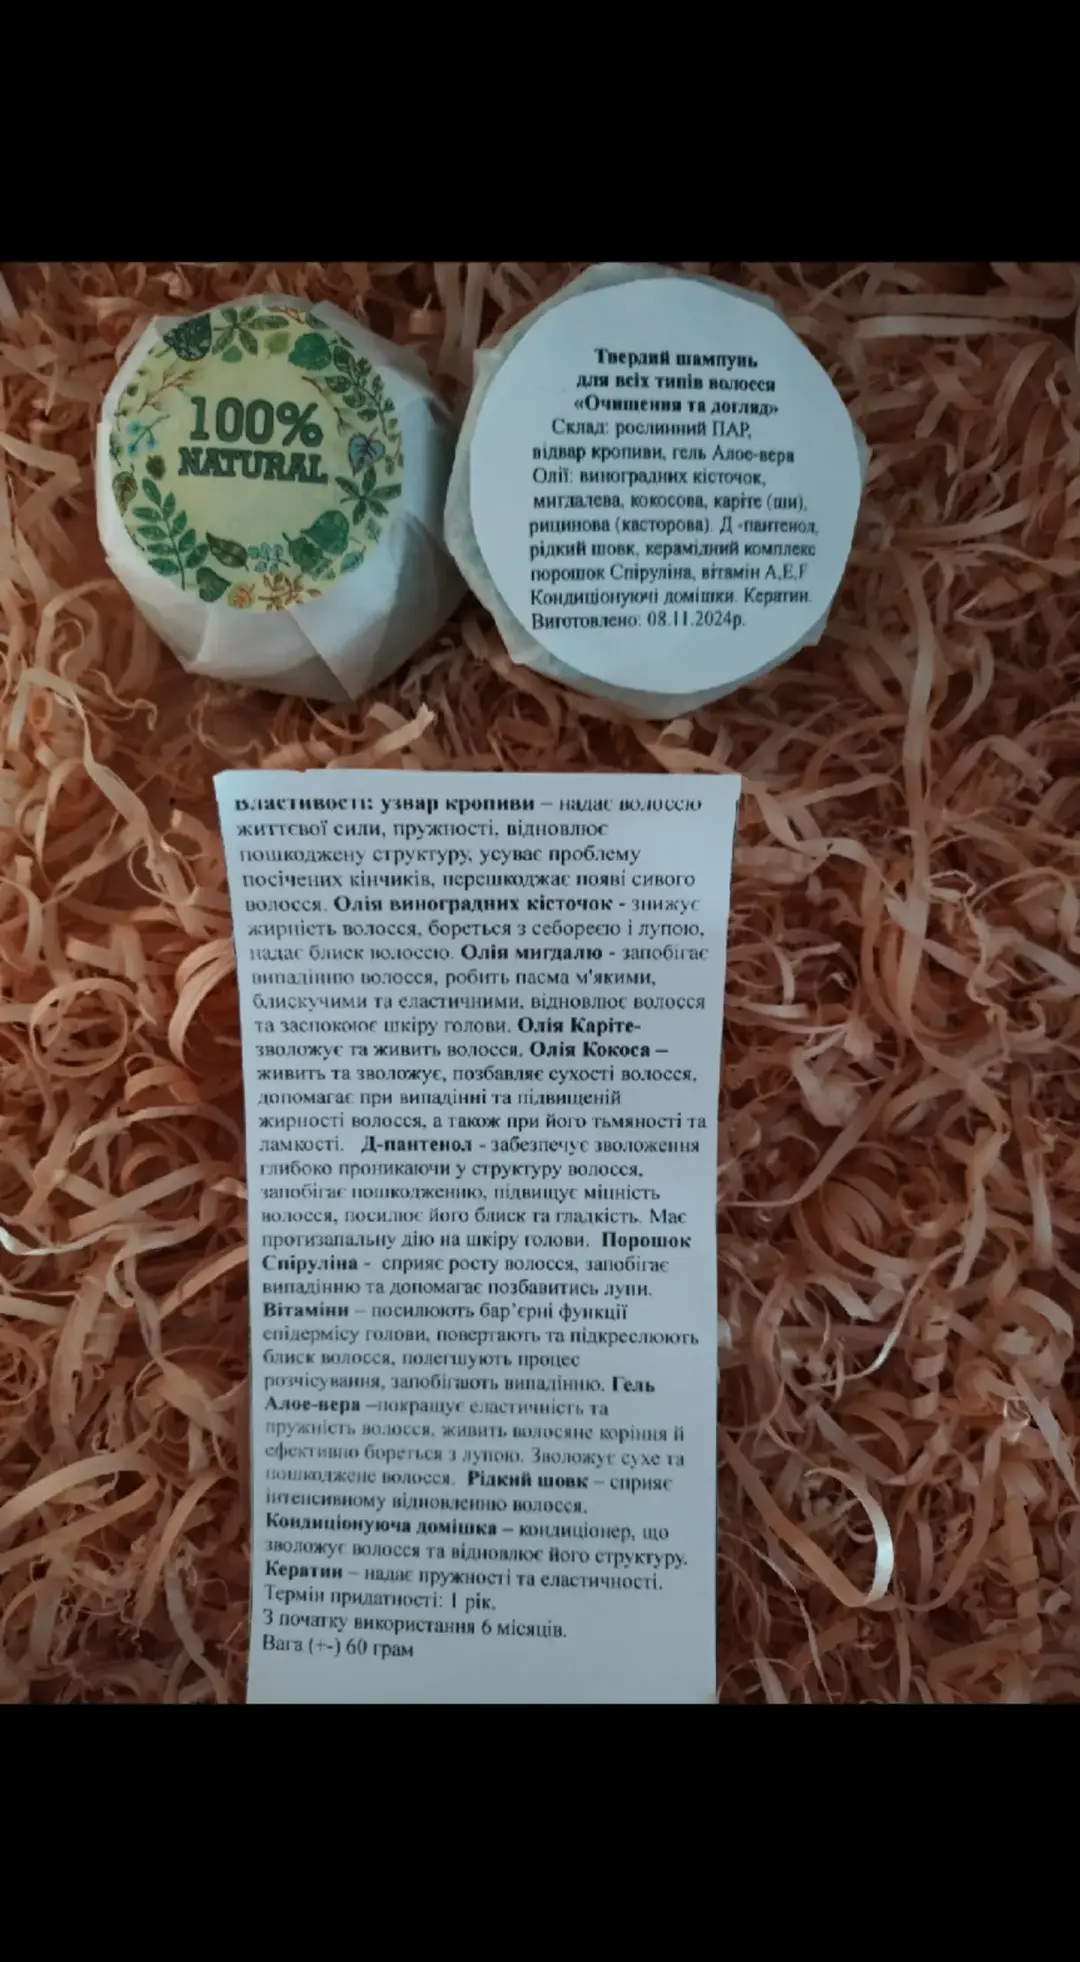 100%
NATURAL
Твердий шампунь
для всіх типів волосся
«Очищення та догляд»
Склад: рослинний ПАР,
відвар кропиви, гель Алое-вера
Олії: виноградних кісточок,
мигдалева, кокосова, каріте (ши),
рицинова (касторова). Д -пантенол,
рідкий шовк, керамідний комплекс
порошок Спіруліна, вітамін А,Е,F
Кондиціонуючі домішки. Кератин.
Виготовлено: 08.11.2024р.
Властивості: узвар кропиви – надає волоссю
життєвої сили, пружності, відновлює
пошкоджену структуру, усуває проблему
посічених кінчиків, перешкоджає появі сивого
волосся. Олія виноградних кісточок - знижує
жирність волосся, бореться з себореєю і лупою,
надає блиск волоссю. Олія мигдалю - запобігає
випадінню волосся, робить пасма м'якими,
блискучими та еластичними, відновлює волосся
та заспокоює шкіру голови. Олія Каріте-
зволожує та живить волосся. Олія Кокоса –
живить та зволожує, позбавляє сухості волосся,
допомагає при випадінні та підвищеній
жирності волосся, а також при його тьмяності та
ламкості. Д-пантенол - забезпечує зволоження
глибоко проникаючи у структуру волосся,
запобігає пошкодженню, підвищує міцність
волосся, посилює його блиск та гладкість. Має
протизапальну дію на шкіру голови. Порошок
Спіруліна - сприяє росту волосся, запобігає
випадінню та допомагає позбавитись лупи.
Вітаміни – посилюють бар’єрні функції
епідермісу голови, повертають та підкреслюють
блиск волосся, полегшують процес
розчісування, запобігають випадінню. Гель
Алое-вера –покращує еластичність та
пружність волосся, живить волосяне коріння й
ефективно бореться з лупою. Зволожує сухе та
пошкоджене волосся. Рідкий шовк – сприяє
інтенсивному відновленню волосся.
Кондиціонуюча домішка – кондиціонер, що
зволожує волосся та відновлює його структуру.
Кератин – надає пружності та еластичності.
Термін придатності: 1 рік.
З початку використання 6 місяців.
Вага (+-) 60 грам